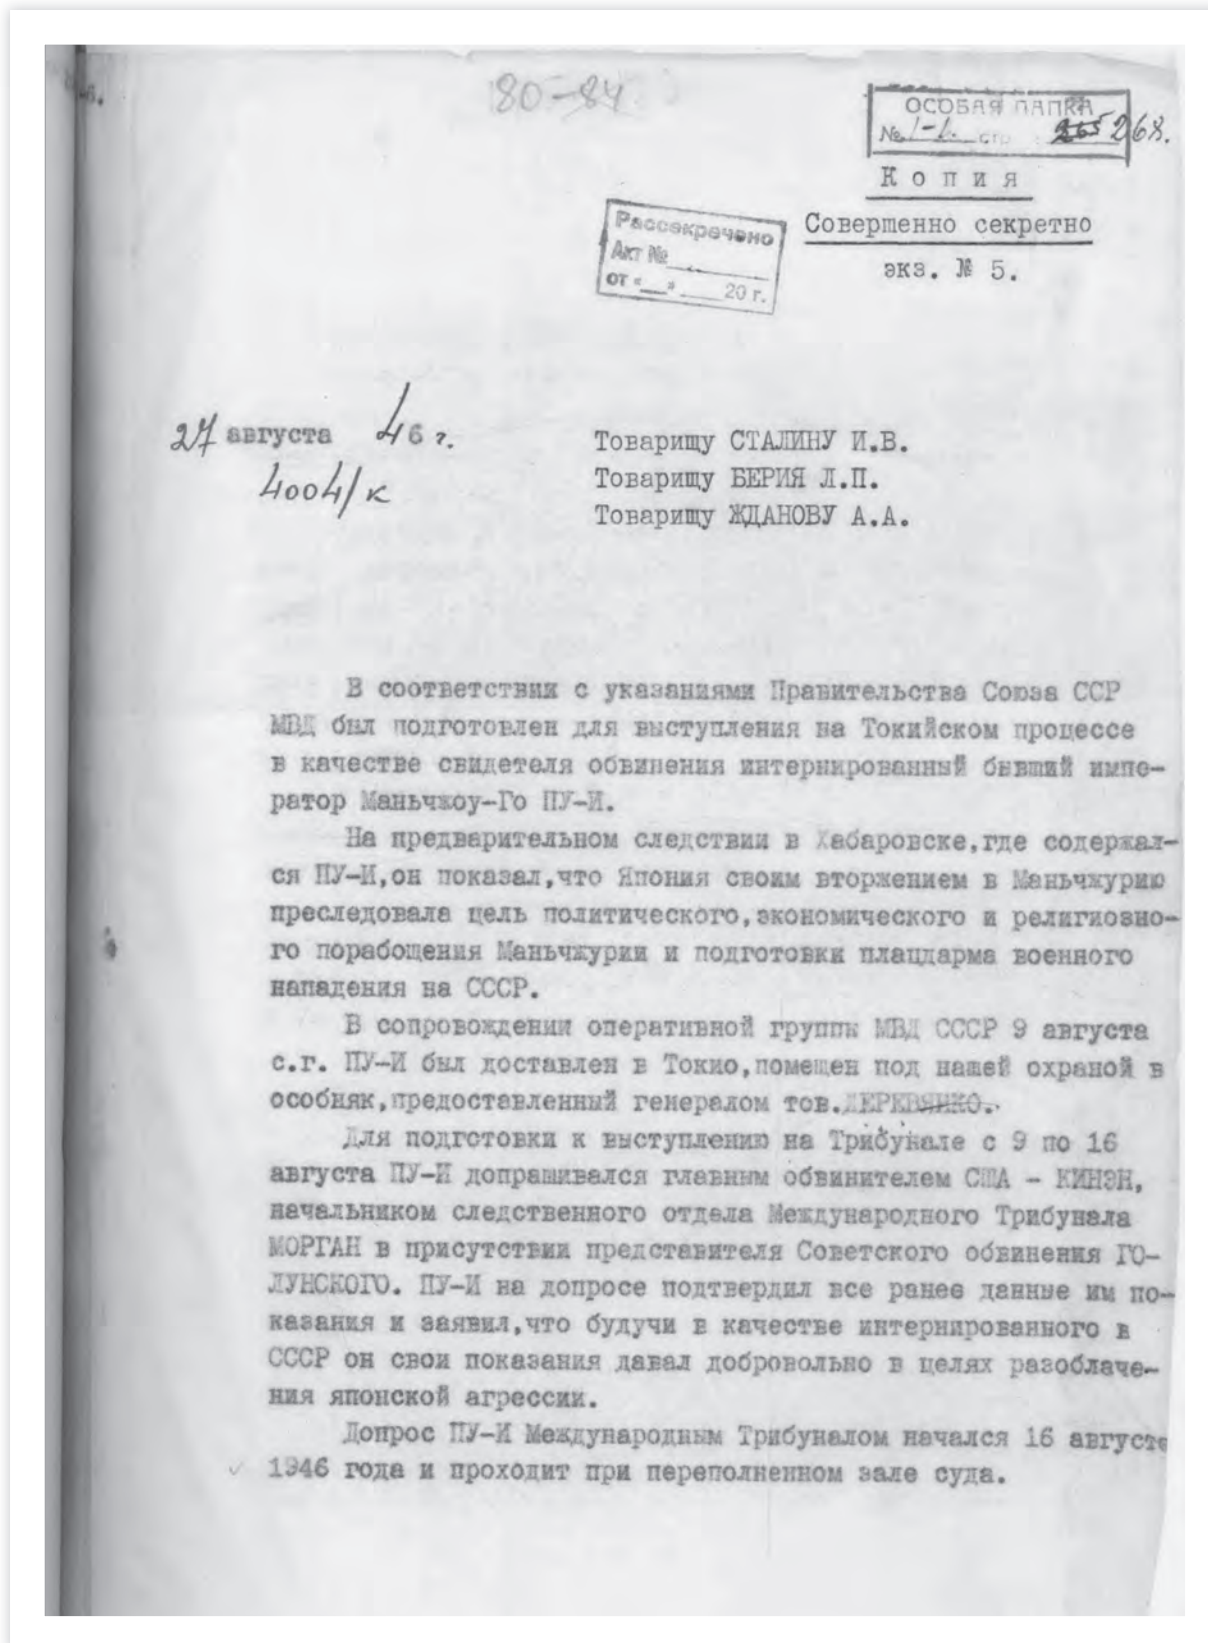 80-84
ОСОБАЯ ПАПКА
№ 1-1. стр 265 268.
Копия
Совершенно секретно
экз. № 5.
Рассекречено
Акт №
от "__" ____ 20 г.
27 августа 46 г.
4004/к
Товарищу СТАЛИНУ И.В.
Товарищу БЕРИЯ Л.П.
Товарищу ЖДАНОВУ А.А.
В соответствии с указаниями Правительства Союза ССР
МВД был подготовлен для выступления на Токийском процессе
в качестве свидетеля обвинения интернированный бывший импе-
ратор Маньчжоу-Го ПУ-И.
На предварительном следствии в Хабаровске,где содержал-
ся ПУ-И,он показал,что Япония своим вторжением в Маньчжурию
преследовала цель политического,экономического и религиозно-
го порабощения Маньчжурии и подготовки плацдарма военного
нападения на СССР.
В сопровождении оперативной группы МВД СССР 9 августа
с.г. ПУ-И был доставлен в Токио,помещен под нашей охраной в
особняк,предоставленный генералом тов.ДЕРЕВЯНКО.
Для подготовки к выступлению на Трибунале с 9 по 16
августа ПУ-И допрашивался главным обвинителем США - КИНЭН,
начальником следственного отдела Международного Трибунала
МОРГАН в присутствии представителя Советского обвинения ГО-
ЛУНСКОГО. ПУ-И на допросе подтвердил все ранее данные им по-
казания и заявил,что будучи в качестве интернированного в
СССР он свои показания давал добровольно в целях разоблаче-
ния японской агрессии.
Допрос ПУ-И Международным Трибуналом начался 16 августа
1946 года и проходит при переполненном зале суда.